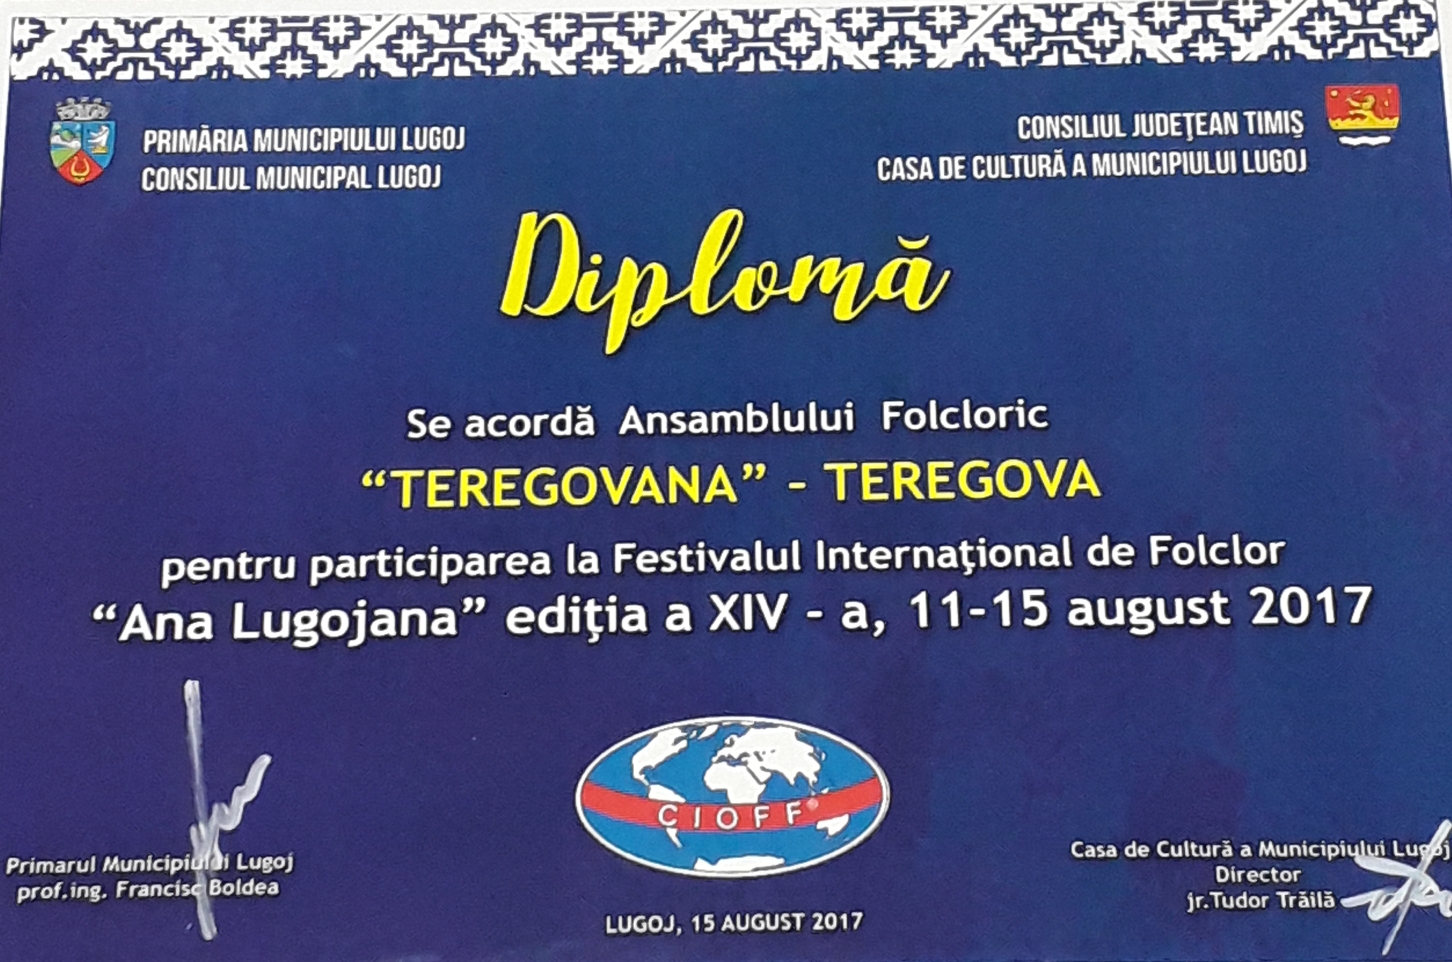 PRIMĂRIA MUNICIPIULUI LUGOJ
CONSILIUL MUNICIPAL LUGOJ
CONSILIUL JUDEŢEAN TIMIŞ
CASA DE CULTURĂ A MUNICIPIULUI LUGOJ
Diplomă
Se acordă Ansamblului Folcloric
“TEREGOVANA” - TEREGOVA
pentru participarea la Festivalul Internaţional de Folclor
“Ana Lugojana” ediţia a XIV - a, 11-15 august 2017
CIOFF
Primarul Municipiului Lugoj
prof.ing. Francisc Boldea
Casa de Cultură a Municipiului Lugoj
Director
jr.Tudor Trăilă
LUGOJ, 15 AUGUST 2017